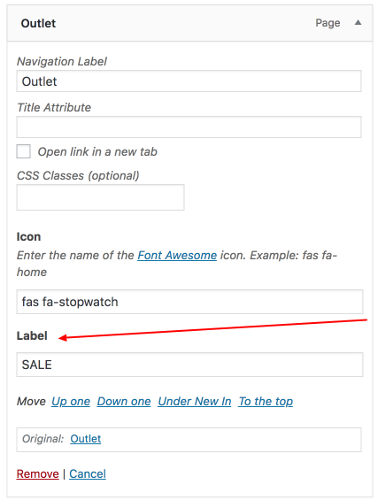 Outlet Page
Navigation Label
Outlet
Title Attribute
Open link in a new tab
CSS Classes (optional)
Icon
Enter the name of the Font Awesome icon. Example: fas fa-
home
fas fa-stopwatch
Label
SALE
Move Up one Down one Under New In To the top
Original: Outlet
Remove | Cancel